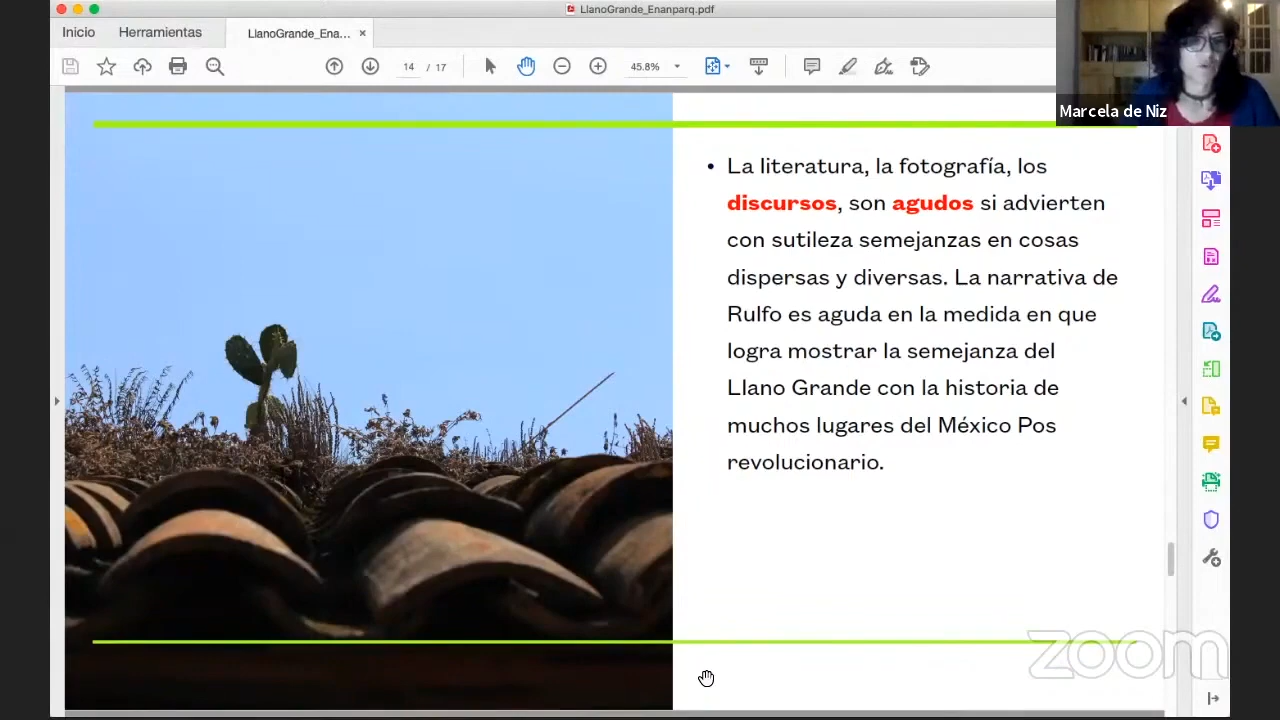 LlanoGrande_Enanparq.pdf
Inicio
Herramientas
LlanoGrande_Ena...
14 / 17
45.8%
Marcela de Niz
• La literatura, la fotografía, los
discursos, son agudos si advierten
con sutileza semejanzas en cosas
dispersas y diversas. La narrativa de
Rulfo es aguda en la medida en que
logra mostrar la semejanza del
Llano Grande con la historia de
muchos lugares del México Pos
revolucionario.
zoom